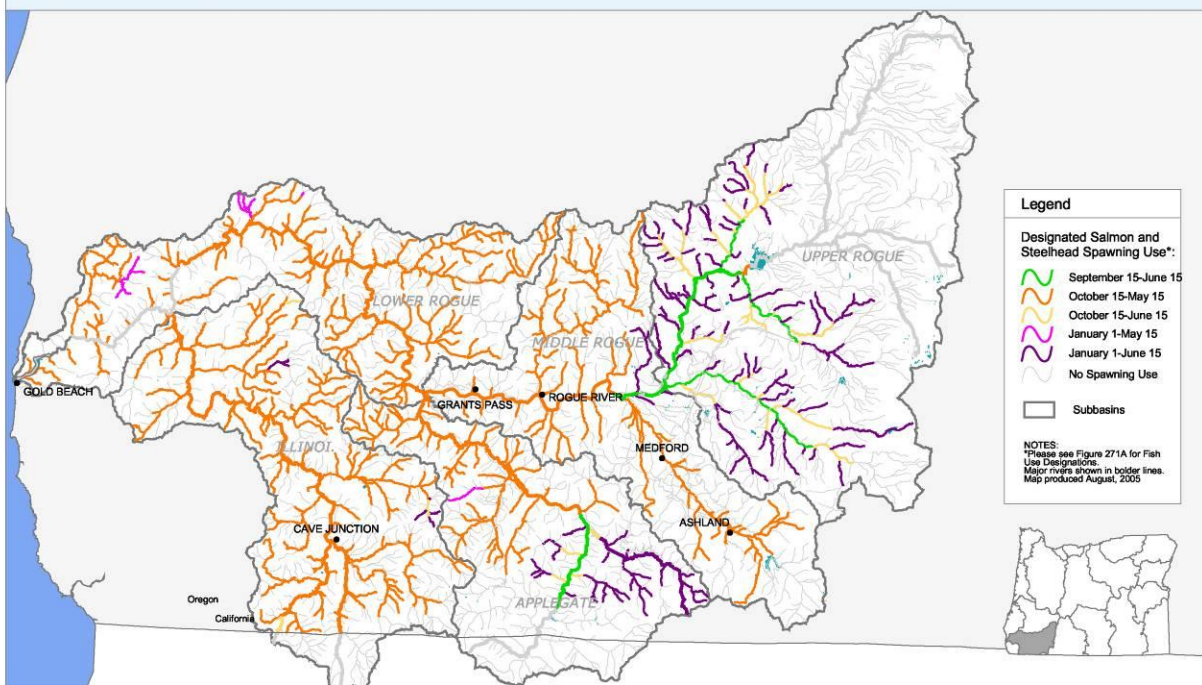 UPPER ROGUE
LOWER ROGUE
MIDDLE ROGUE
GOLD BEACH
GRANTS PASS
ROGUE RIVER
ILLINOI.
MEDFORD
CAVE JUNCTION
ASHLAND
APPLEGATE
Oregon
California
Legend
Designated Salmon and
Steelhead Spawning Use*:
September 15-June 15
October 15-May 15
October 15-June 15
January 1-May 15
January 1-June 15
No Spawning Use
Subbasins
NOTES:
*Please see Figure 271A for Fish
Use Designations.
Major rivers shown in bolder lines.
Map produced August, 2005